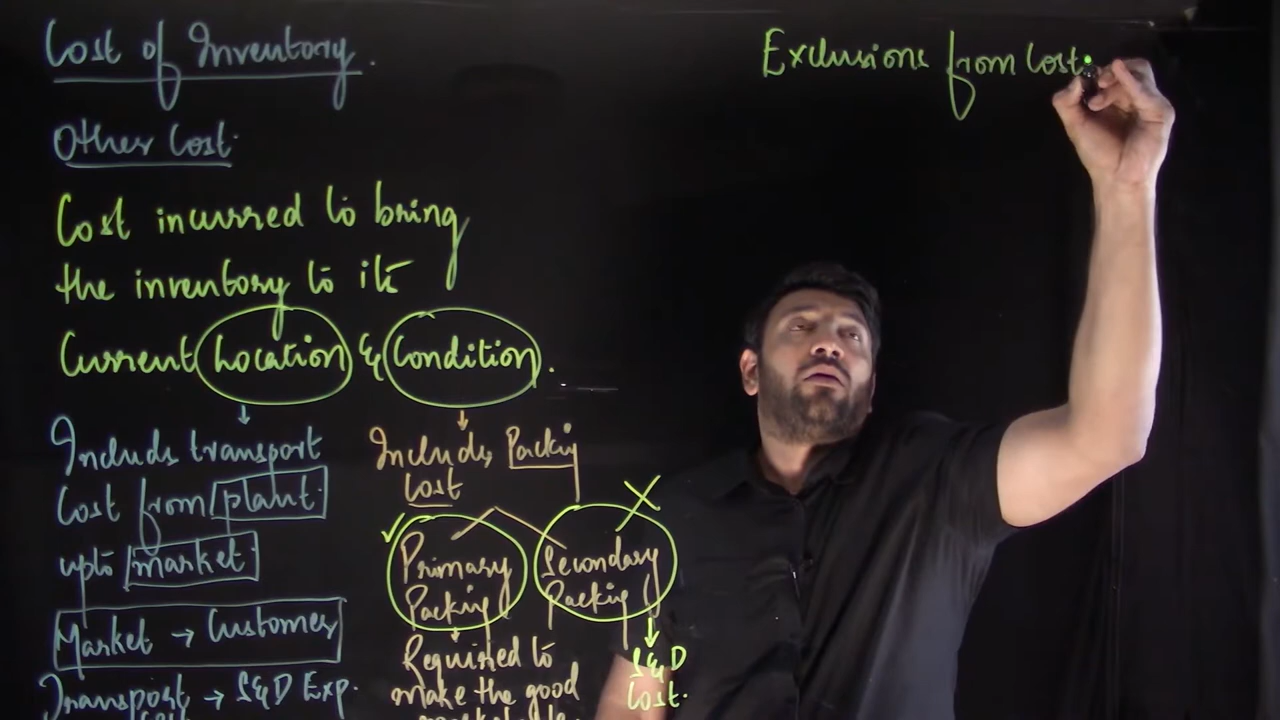 Cost of Inventory.
Other Cost.
Cost incurred to bring
the inventory to its
Current Location & Condition.
Includes transport
Cost from plant
upto market.
Market → Customer
Transport → S&D Exp.
Cost
Includes Packing
Cost
Primary
Packing
Secondary
Packing
Required to
make the good
marketable.
S&D
Cost.
Exclusions from Cost: